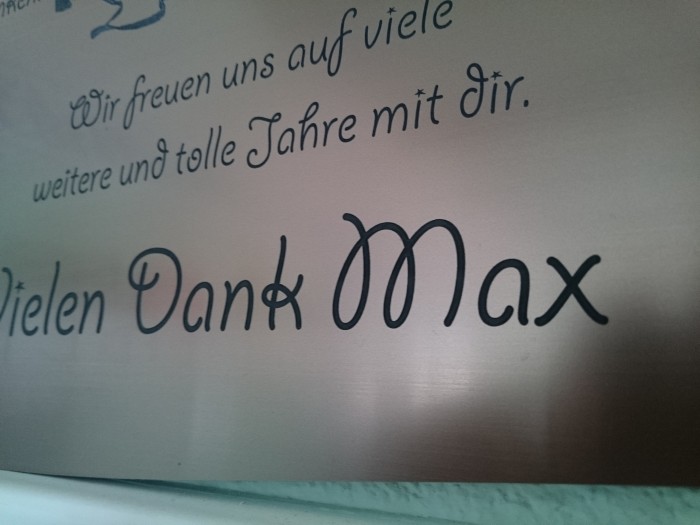 Wir freuen uns auf viele
weitere und tolle Jahre mit dir.
Vielen Dank Max